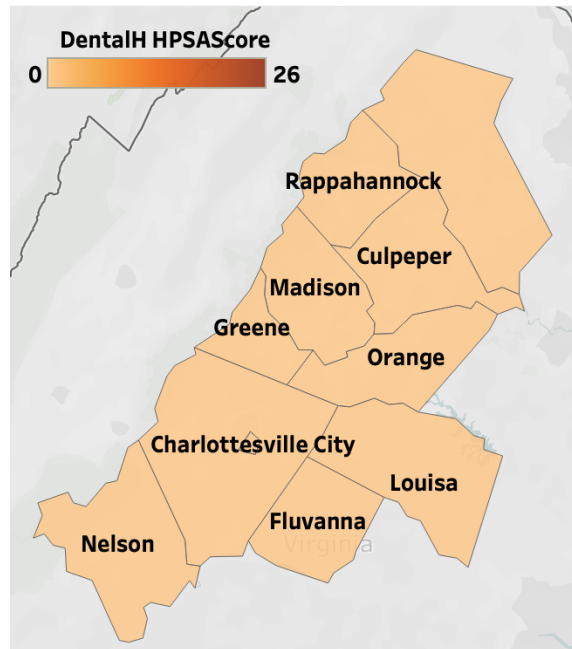 DentalH HPSAScore
0 26
Rappahannock
Culpeper
Madison
Greene
Orange
Charlottesville City
Louisa
Fluvanna
Nelson
Virginia